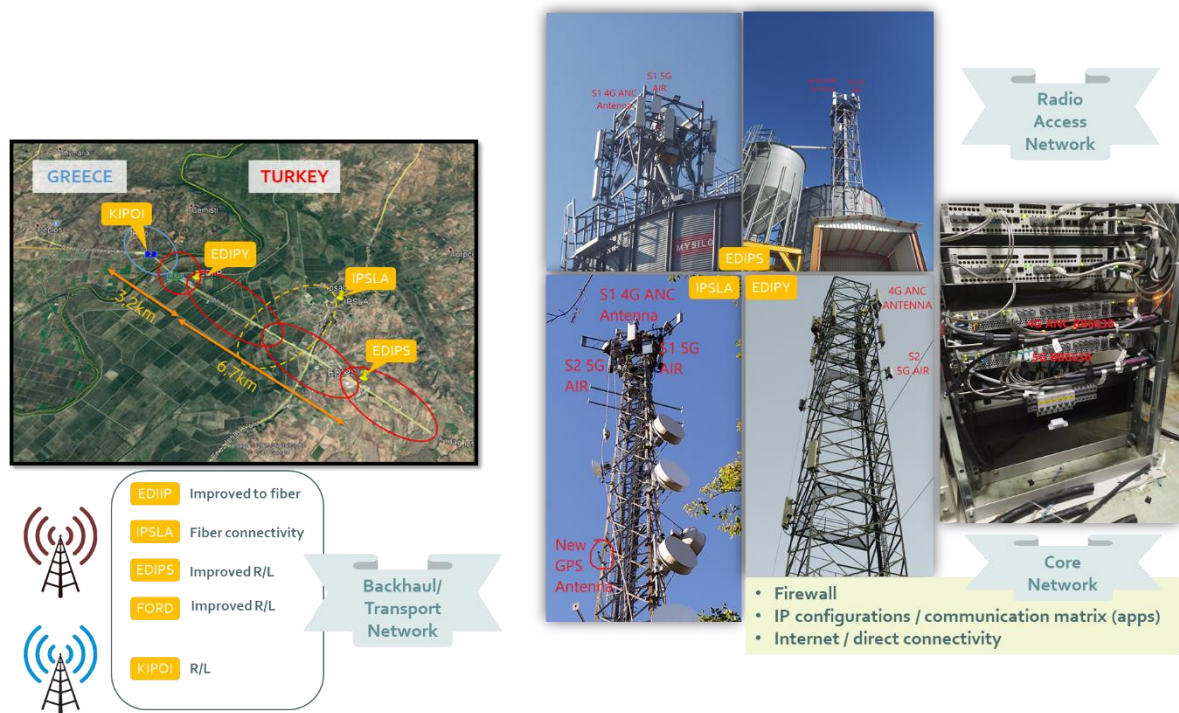 GREECE
TURKEY
KIPOI
EDIPY
IPSLA
IPSLA
EDIPS
3.2km
6.7km
EDIIP
Improved to fiber
IPSLA
Fiber connectivity
EDIPS
Improved R/L
FORD
Improved R/L
KIPOI
R/L
Backhaul/
Transport
Network
S1 5G
AIR
S1 4G ANC
Antenna
MYSILO
EDIPS
IPSLA
EDIPY
S1 4G ANC
Antenna
S2 5G
AIR
S1 5G
AIR
New
GPS
Antenna
4G ANC
ANTENNA
S2
5G AIR
Radio
Access
Network
Core
Network
• Firewall
• IP configurations / communication matrix (apps)
• Internet / direct connectivity